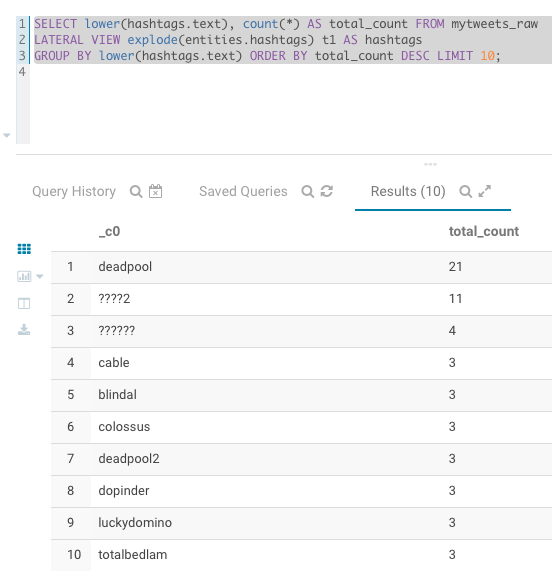 1 SELECT lower(hashtags.text), count(*) AS total_count FROM mytweets_raw
2 LATERAL VIEW explode(entities.hashtags) t1 AS hashtags
3 GROUP BY lower(hashtags.text) ORDER BY total_count DESC LIMIT 10;
4
Query History Saved Queries Results (10)
_c0 total_count
1 deadpool 21
2 ????2 11
3 ?????? 4
4 cable 3
5 blindal 3
6 colossus 3
7 deadpool2 3
8 dopinder 3
9 luckydomino 3
10 totalbedlam 3